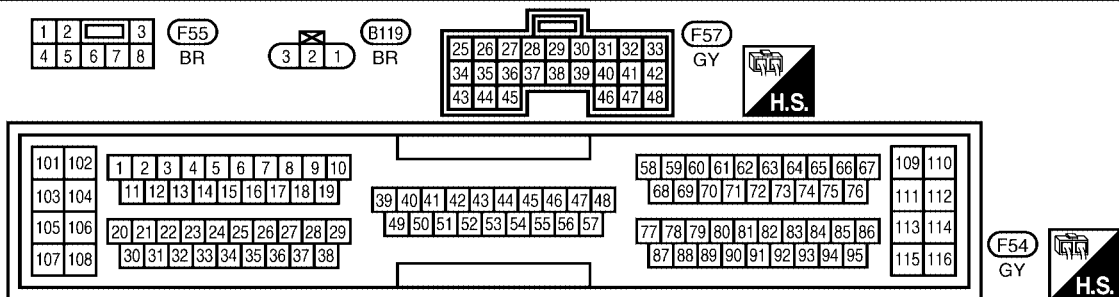 1 2 3 F55
4 5 6 7 8 BR
3 2 1 B119
BR
25 26 27 28 29 30 31 32 33 F57
34 35 36 37 38 39 40 41 42 GY
43 44 45 46 47 48
H.S.
101 102
103 104
105 106
107 108
1 2 3 4 5 6 7 8 9 10
11 12 13 14 15 16 17 18 19
20 21 22 23 24 25 26 27 28 29
30 31 32 33 34 35 36 37 38
39 40 41 42 43 44 45 46 47 48
49 50 51 52 53 54 55 56 57
58 59 60 61 62 63 64 65 66 67
68 69 70 71 72 73 74 75 76
77 78 79 80 81 82 83 84 85 86
87 88 89 90 91 92 93 94 95
109 110
111 112
113 114
115 116
F54
GY
H.S.